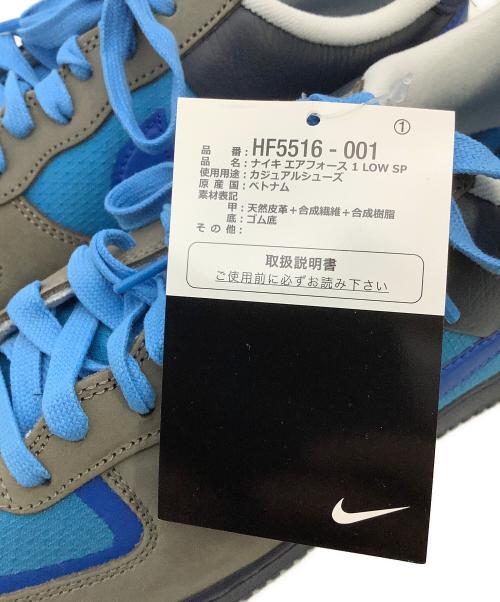 ①
品 番 : HF5516 - 001
品 名 : ナイキ エアフォース 1 LOW SP
使用用途 : カジュアルシューズ
原 産 国 : ベトナム
素材表記
甲 : 天然皮革＋合成繊維＋合成樹脂
底 : ゴム底
そ の 他 :
取扱説明書
ご使用前に必ずお読み下さい